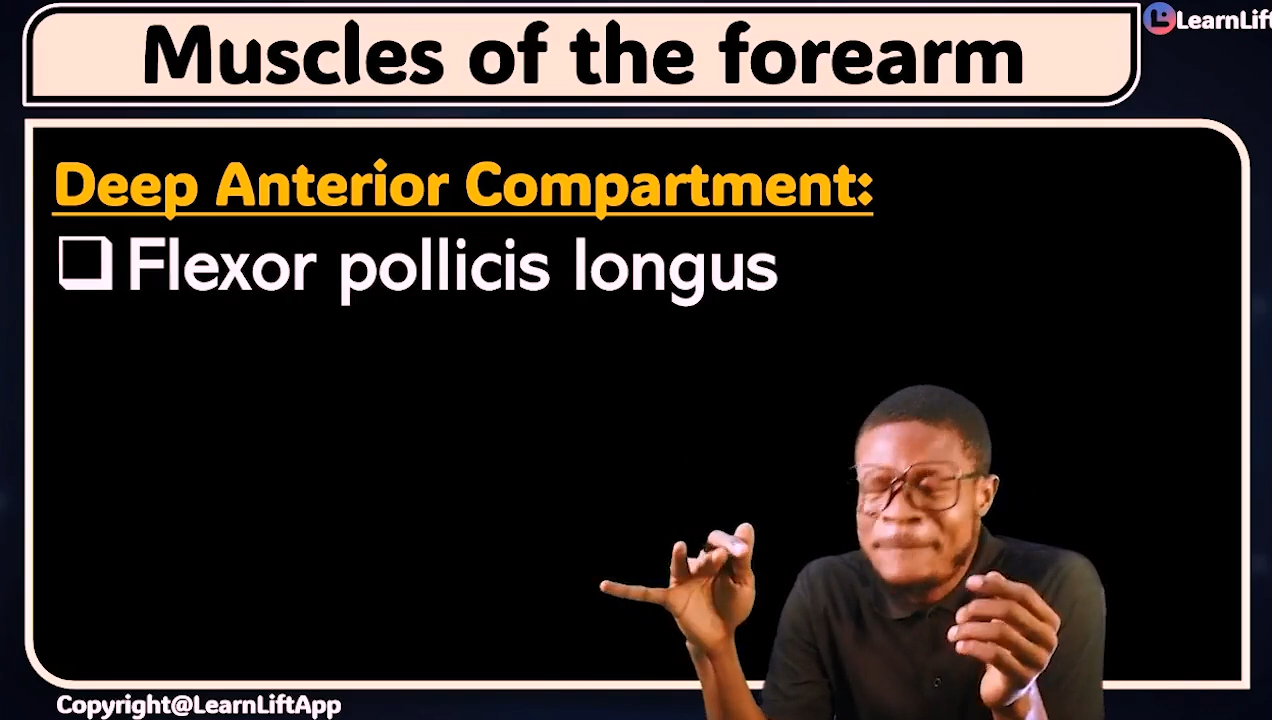 Muscles of the forearm
LearnLift
Deep Anterior Compartment:
Flexor pollicis longus
Copyright@LearnLiftApp